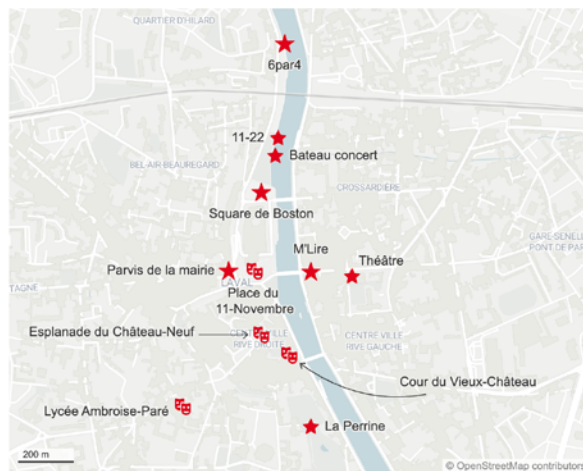 QUARTIER D'HILARD
6par4
11-22
Bateau concert
BEL-AIR-BEAUREGARD
CROSSARDIÈRE
Square de Boston
GARE-SENELL
PONT DE PAR
M'Lire
Théâtre
Parvis de la mairie
LAVAL
TAGNE
Place du
11-Novembre
Esplanade du Château-Neuf
CENTRE VILLE
RIVE DROITE
CENTRE VILLE
RIVE GAUCHE
Cour du Vieux-Château
Lycée Ambroise-Paré
La Perrine
200 m
© OpenStreetMap contributors